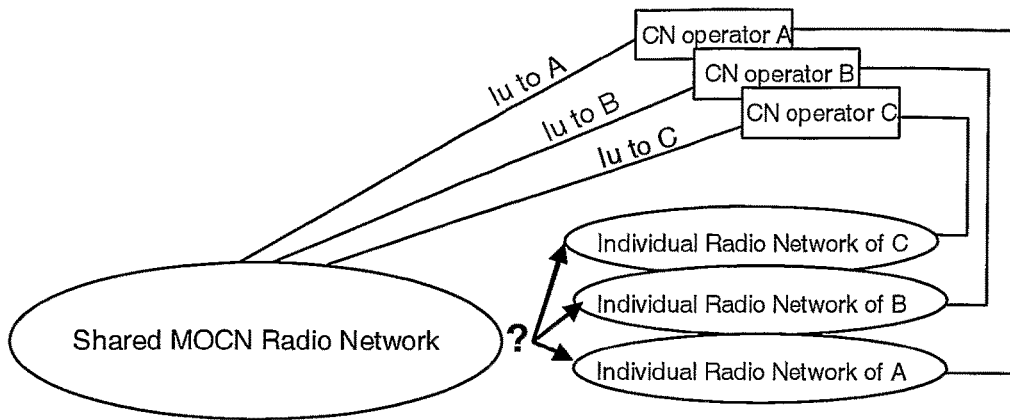 CN operator A
CN operator B
CN operator C
Iu to A
Iu to B
Iu to C
Individual Radio Network of C
Individual Radio Network of B
Individual Radio Network of A
Shared MOCN Radio Network
?